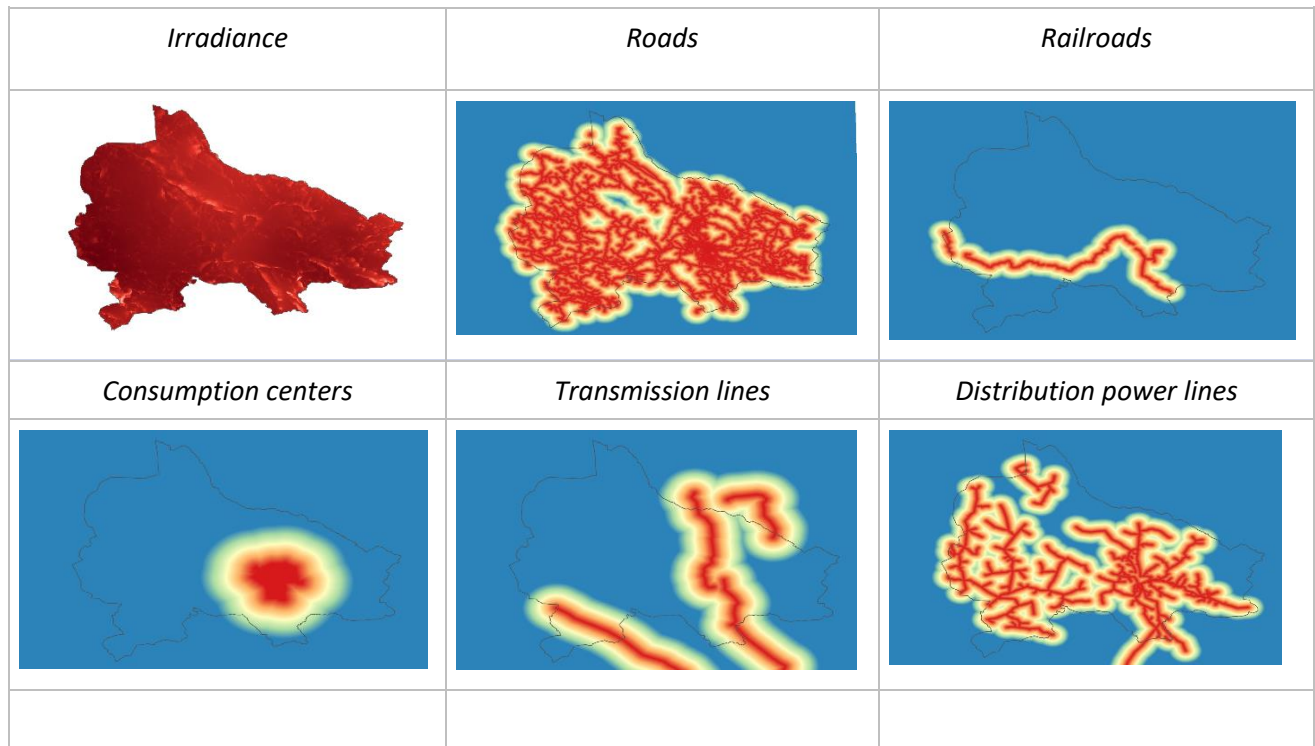 Irradiance
Roads
Railroads
Consumption centers
Transmission lines
Distribution power lines